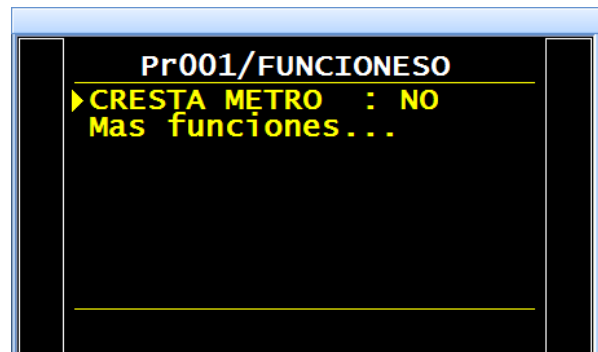 Pr001/FUNCIONESO
CRESTA METRO : NO
Mas funciones...